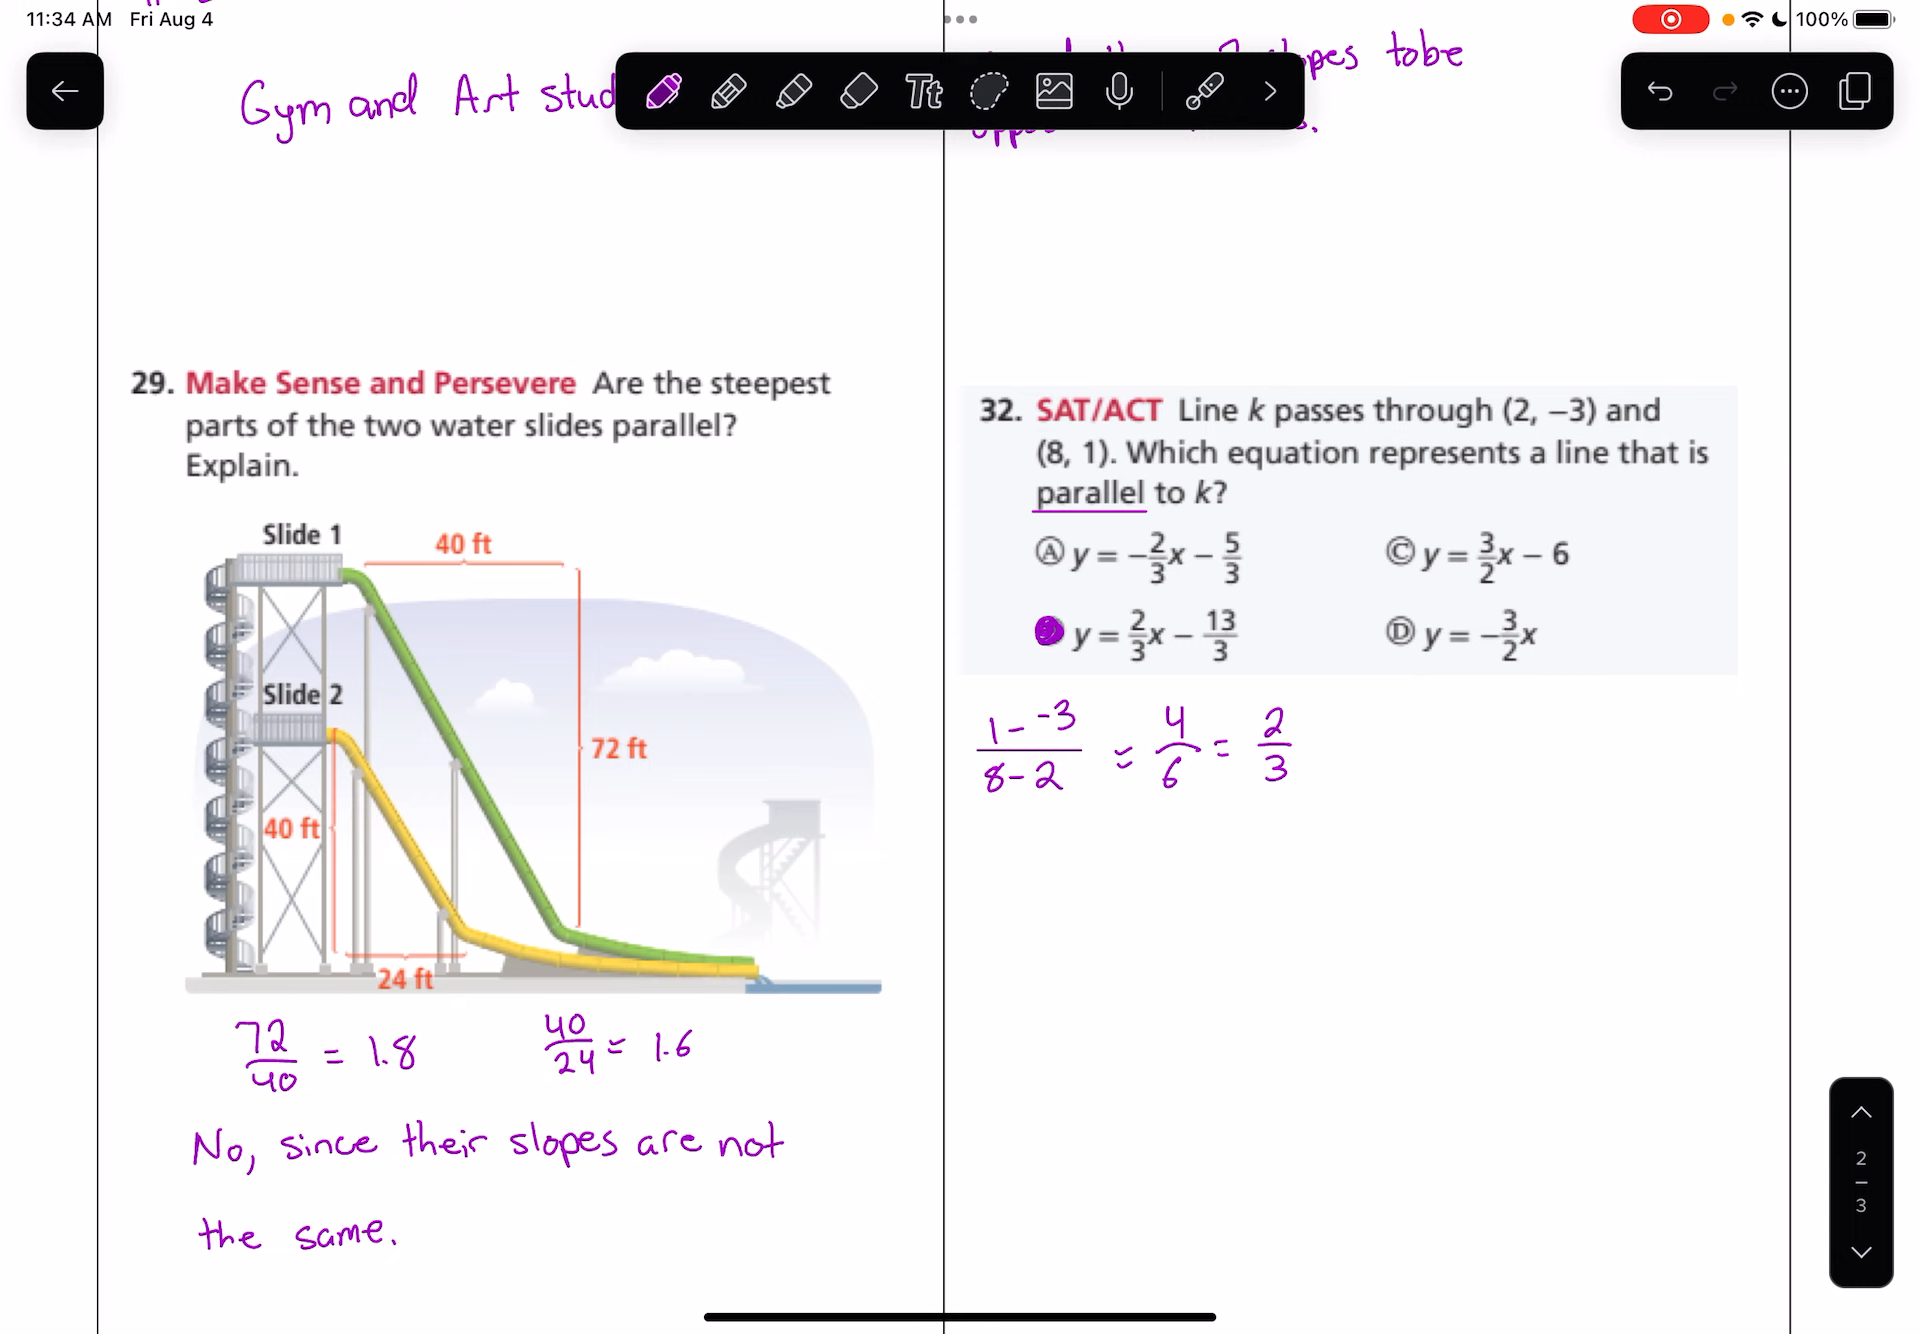 11:34 AM Fri Aug 4
100%
Gym and Art stud
opes tobe
Tt
29. Make Sense and Persevere Are the steepest
parts of the two water slides parallel?
Explain.
Slide 1
40 ft
72 ft
Slide 2
40 ft
24 ft
72/40 = 1.8
40/24 = 1.6
No, since their slopes are not
the same.
32. SAT/ACT Line k passes through (2, −3) and
(8, 1). Which equation represents a line that is
parallel to k?
Ⓐ y = −2/3x − 5/3
Ⓒ y = 3/2x − 6
y = 2/3x − 13/3
Ⓓ y = −3/2x
1 - -3/8 - 2 = 4/6 = 2/3
2
3